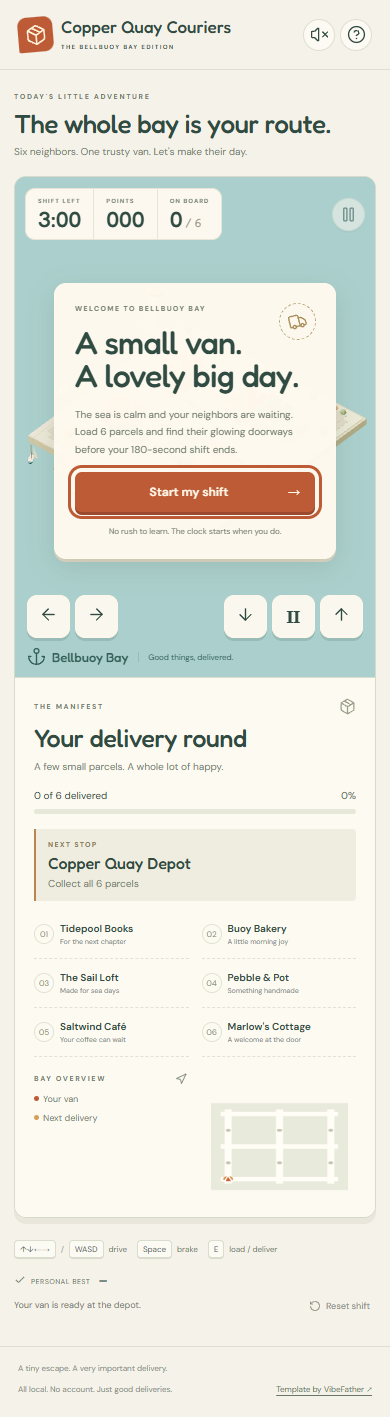 Copper Quay Couriers
THE BELLBUOY BAY EDITION
TODAY'S LITTLE ADVENTURE
The whole bay is your route.
Six neighbors. One trusty van. Let's make their day.
SHIFT LEFT
3:00
POINTS
000
ON BOARD
0 / 6
WELCOME TO BELLBUOY BAY
A small van.
A lovely big day.
The sea is calm and your neighbors are waiting.
Load 6 parcels and find their glowing doorways
before your 180-second shift ends.
Start my shift →
No rush to learn. The clock starts when you do.
← → ↓ II ↑
Bellbuoy Bay
Good things, delivered.
THE MANIFEST
Your delivery round
A few small parcels. A whole lot of happy.
0 of 6 delivered 0%
NEXT STOP
Copper Quay Depot
Collect all 6 parcels
01 Tidepool Books
For the next chapter
02 Buoy Bakery
A little morning joy
03 The Sail Loft
Made for sea days
04 Pebble & Pot
Something handmade
05 Saltwind Café
Your coffee can wait
06 Marlow's Cottage
A welcome at the door
BAY OVERVIEW
Your van
Next delivery
↑↓←→ / WASD drive Space brake E load / deliver
PERSONAL BEST —
Your van is ready at the depot.
Reset shift
A tiny escape. A very important delivery.
All local. No account. Just good deliveries.
Template by VibeFather ↗